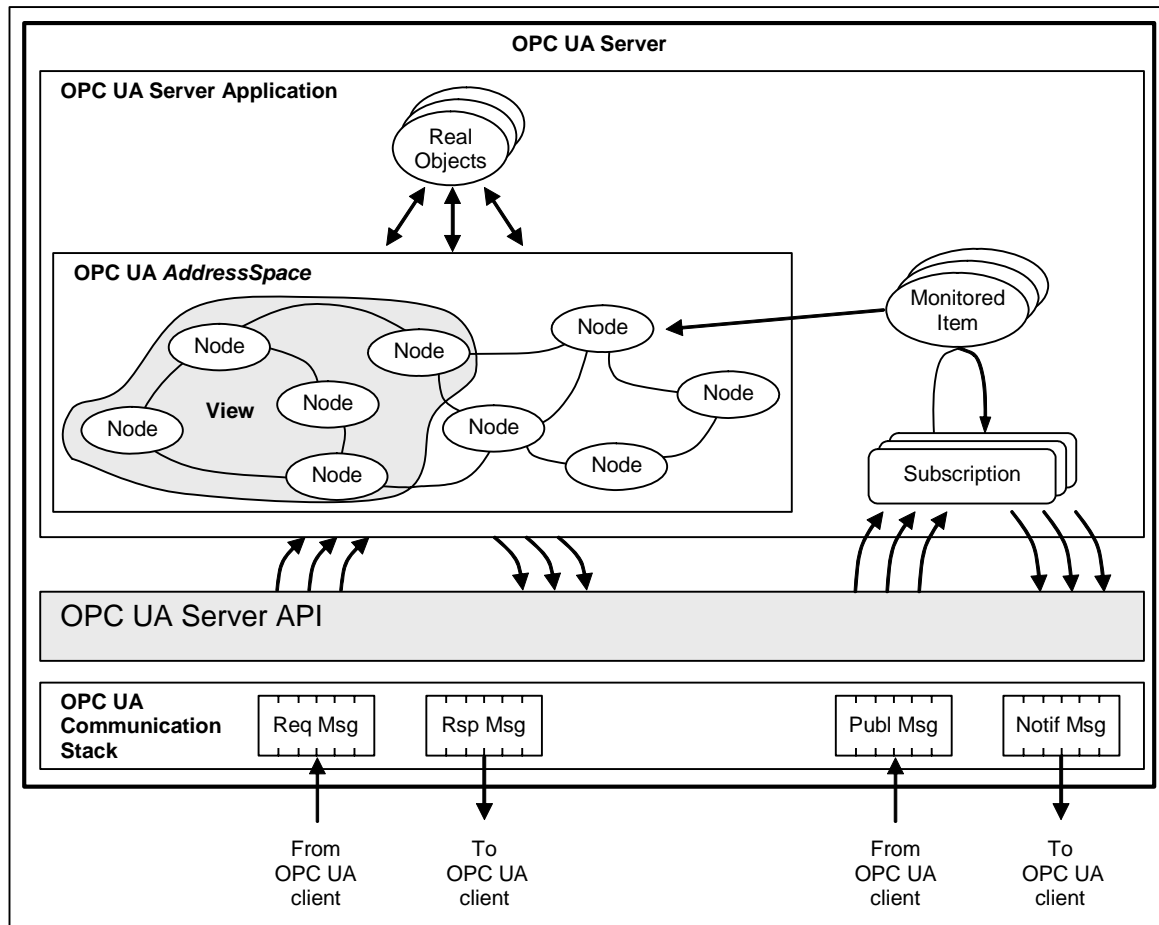 OPC UA Server
OPC UA Server Application
Real
Objects
OPC UA AddressSpace
Monitored
Item
Node
Node
Node
Node
View
Node
Node
Node
Node
Node
Subscription
OPC UA Server API
OPC UA
Communication
Stack
Req Msg
Rsp Msg
Publ Msg
Notif Msg
From
OPC UA
client
To
OPC UA
client
From
OPC UA
client
To
OPC UA
client